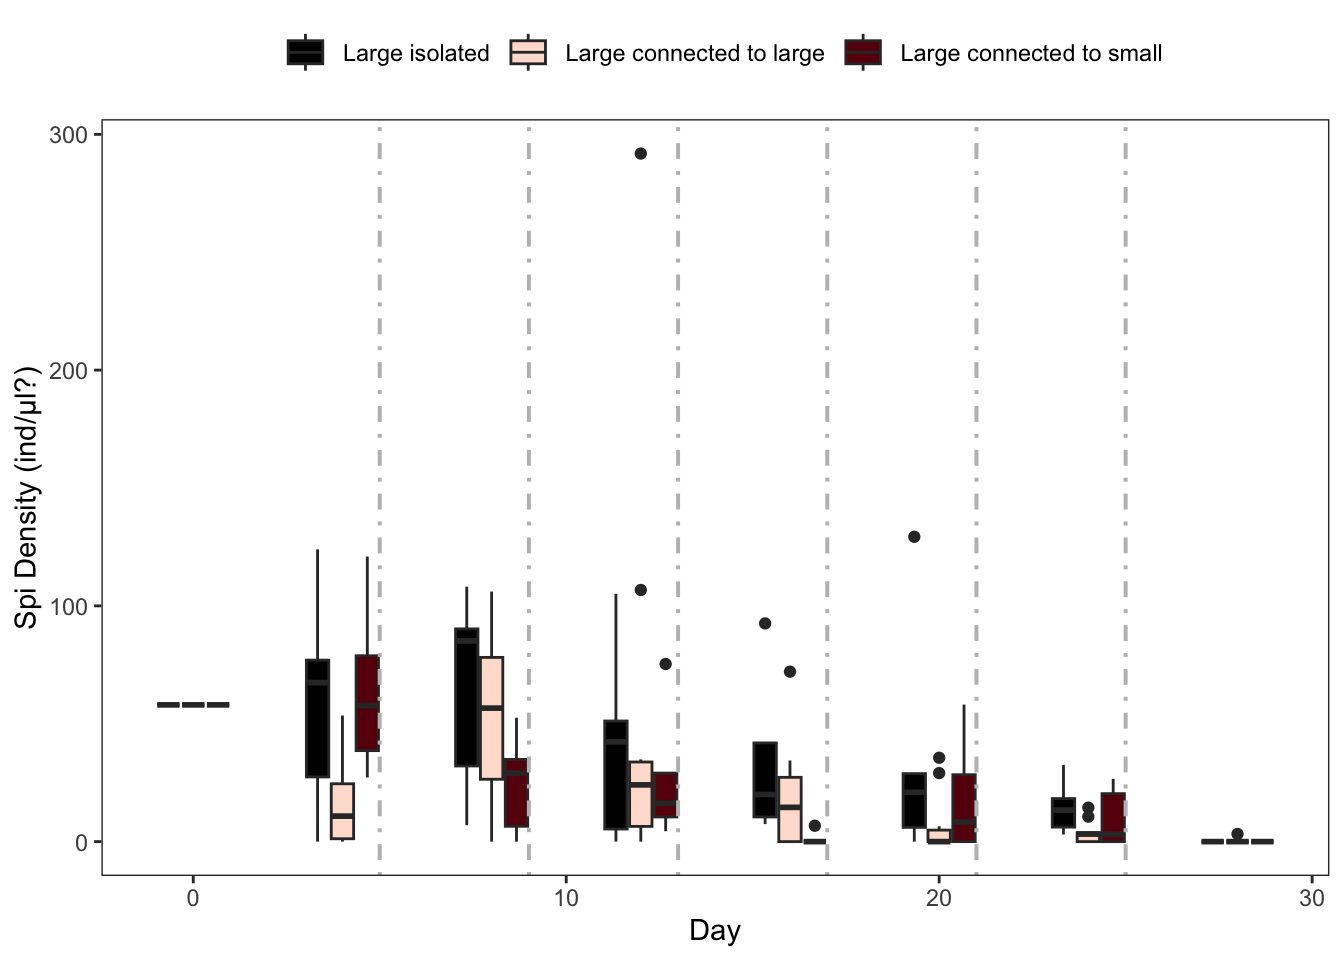 Large isolated Large connected to large Large connected to small
300
200
100
0
Spi Density (ind/µl?)
0 10 20 30
Day